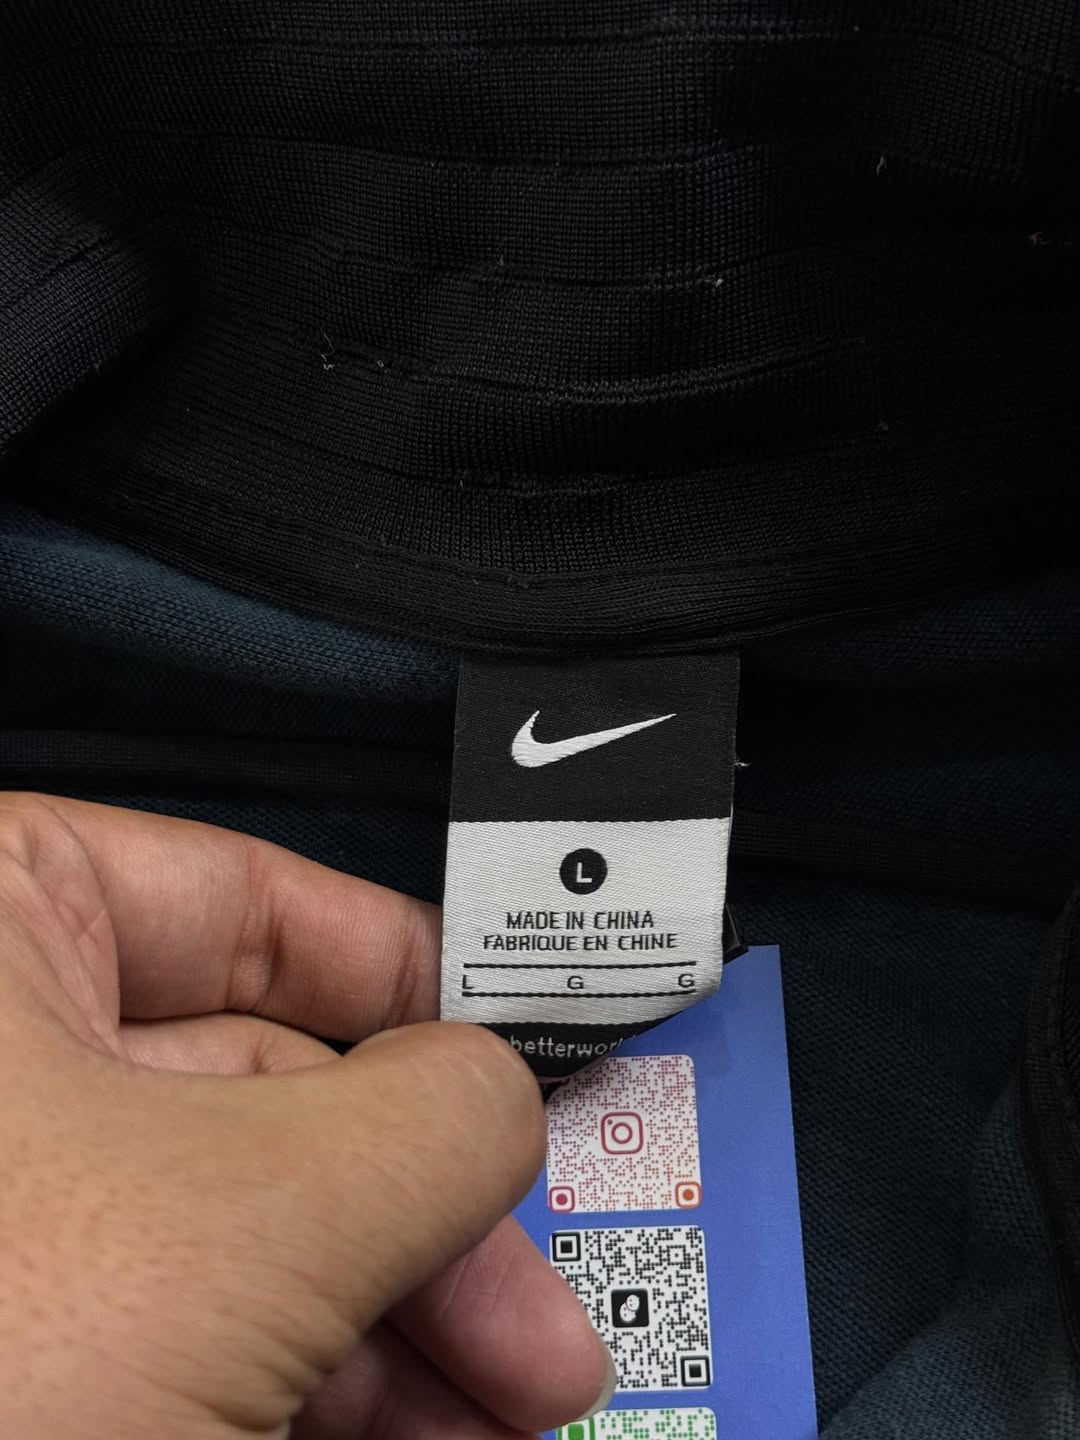 L
MADE IN CHINA
FABRIQUE EN CHINE
L G G